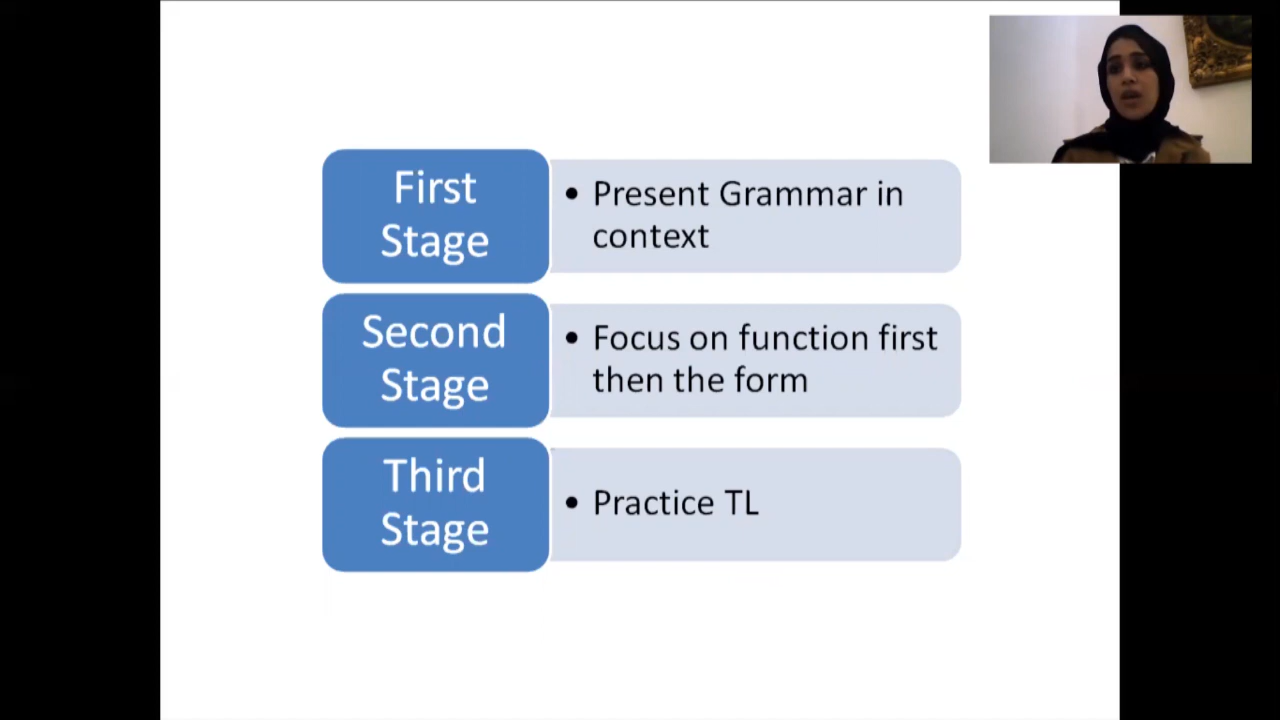 First
Stage
• Present Grammar in
context
Second
Stage
• Focus on function first
then the form
Third
Stage
• Practice TL